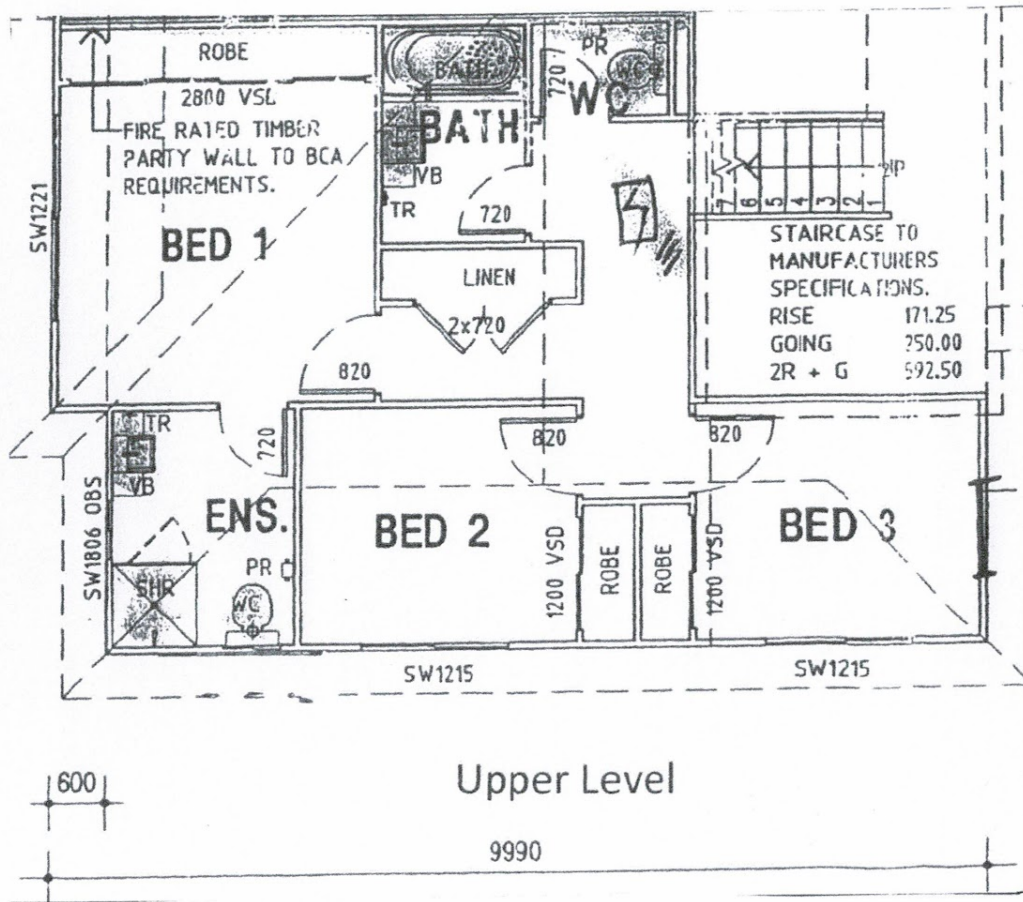 ROBE
2800 VSD
FIRE RATED TIMBER
PARTY WALL TO BCA
REQUIREMENTS.
SW1221
BED 1
BATH
BATH
VB
TR
720
PR
WC
720
WC
LINEN
2x720
820
UP
7 6 5 4 3 2 1
STAIRCASE TO
MANUFACTURERS
SPECIFICATIONS.
RISE 171.25
GOING 250.00
2R + G 592.50
TR
VB
720
SW1806 OBS
ENS.
PR
SHR
WC
820
BED 2
1200 VSD
ROBE
ROBE
1200 VSD
820
BED 3
SW1215
SW1215
600
Upper Level
9990